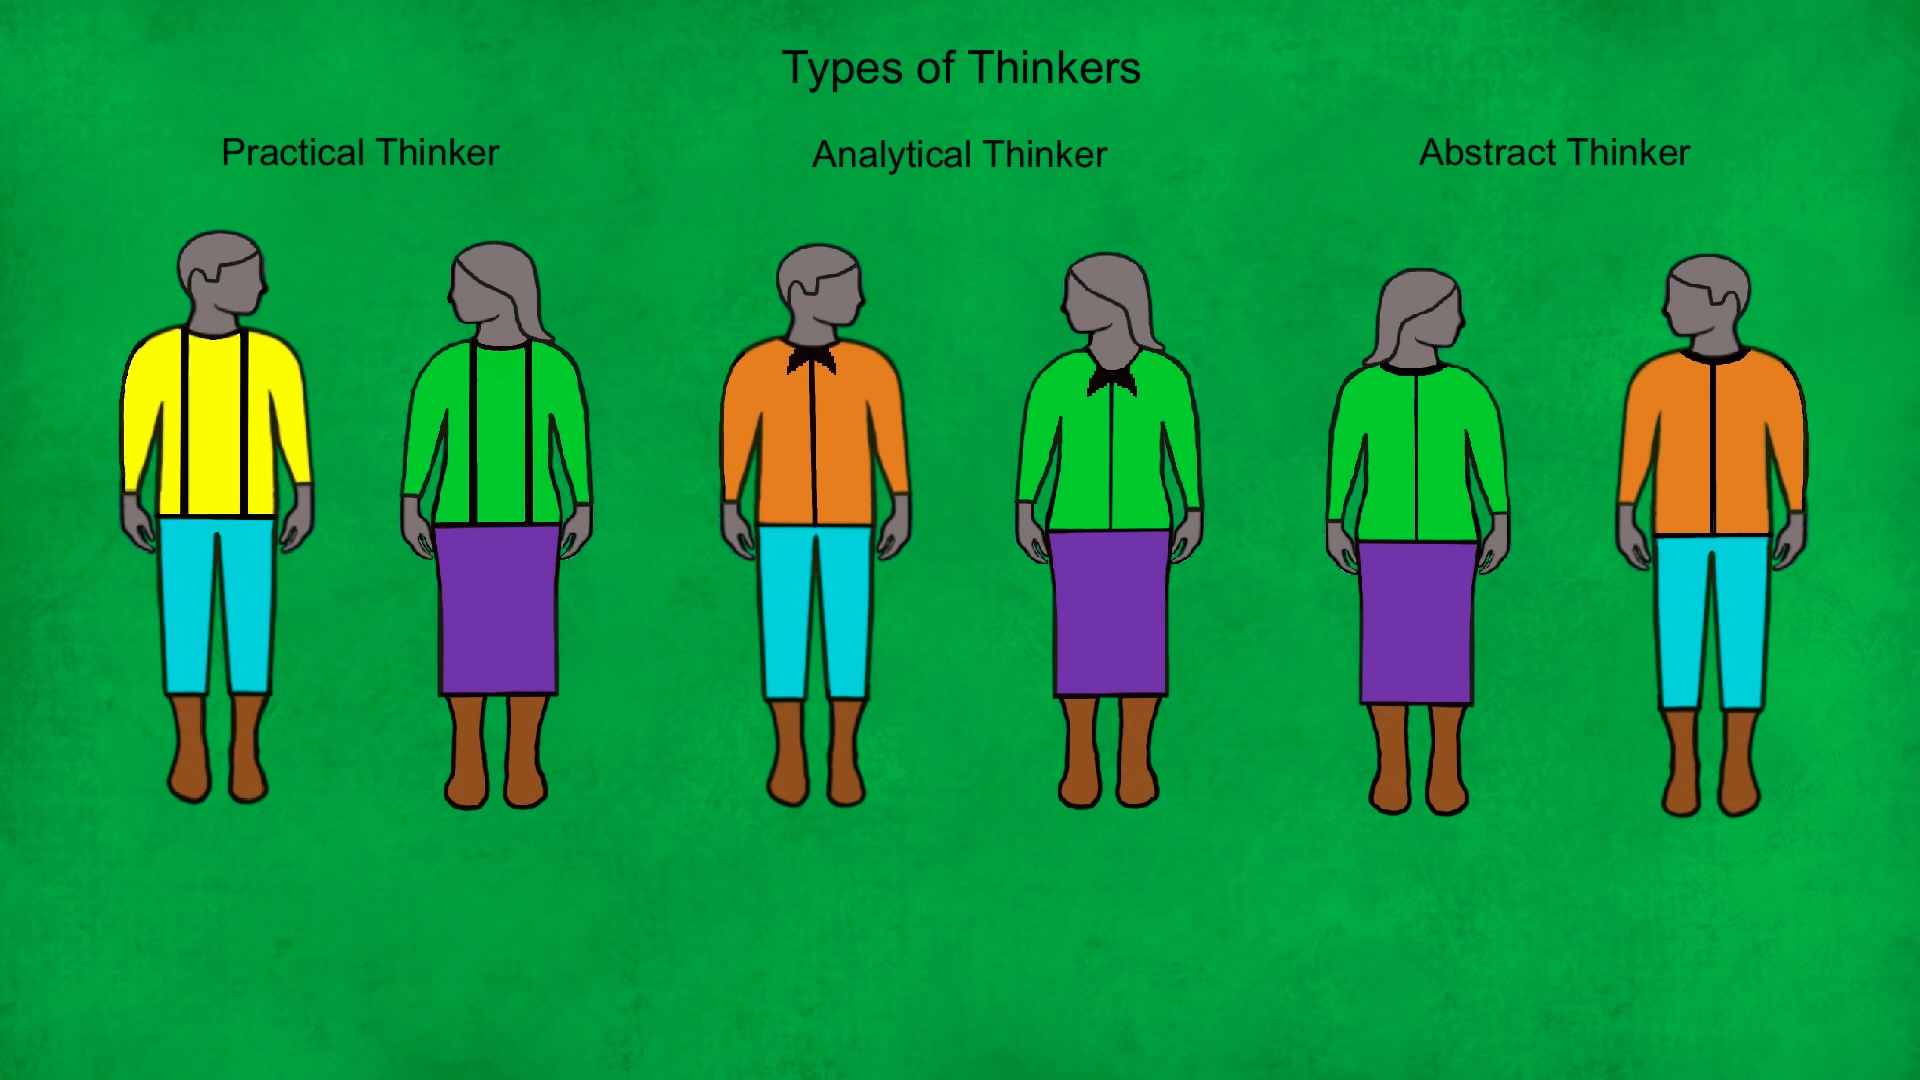 Types of Thinkers
Practical Thinker
Analytical Thinker
Abstract Thinker